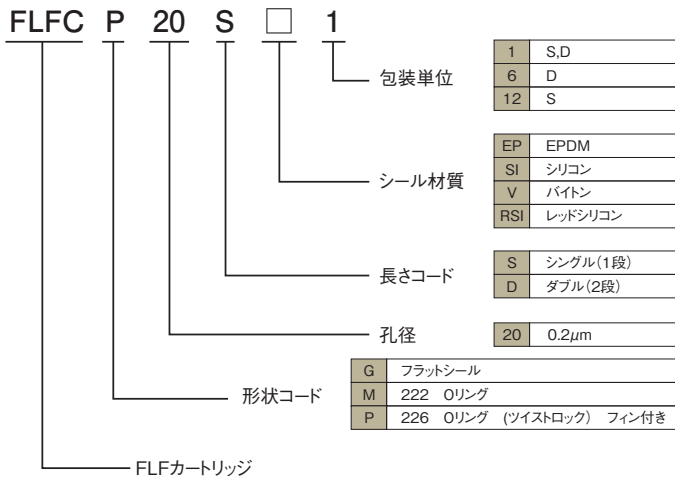 FLFC P 20 S □ 1
包装単位
1 S,D
6 D
12 S
シール材質
EP EPDM
SI シリコン
V バイトン
RSI レッドシリコン
長さコード
S シングル(1段)
D ダブル(2段)
孔径
20 0.2μm
形状コード
G フラットシール
M 222 Oリング
P 226 Oリング (ツイストロック) フィン付き
FLFカートリッジ